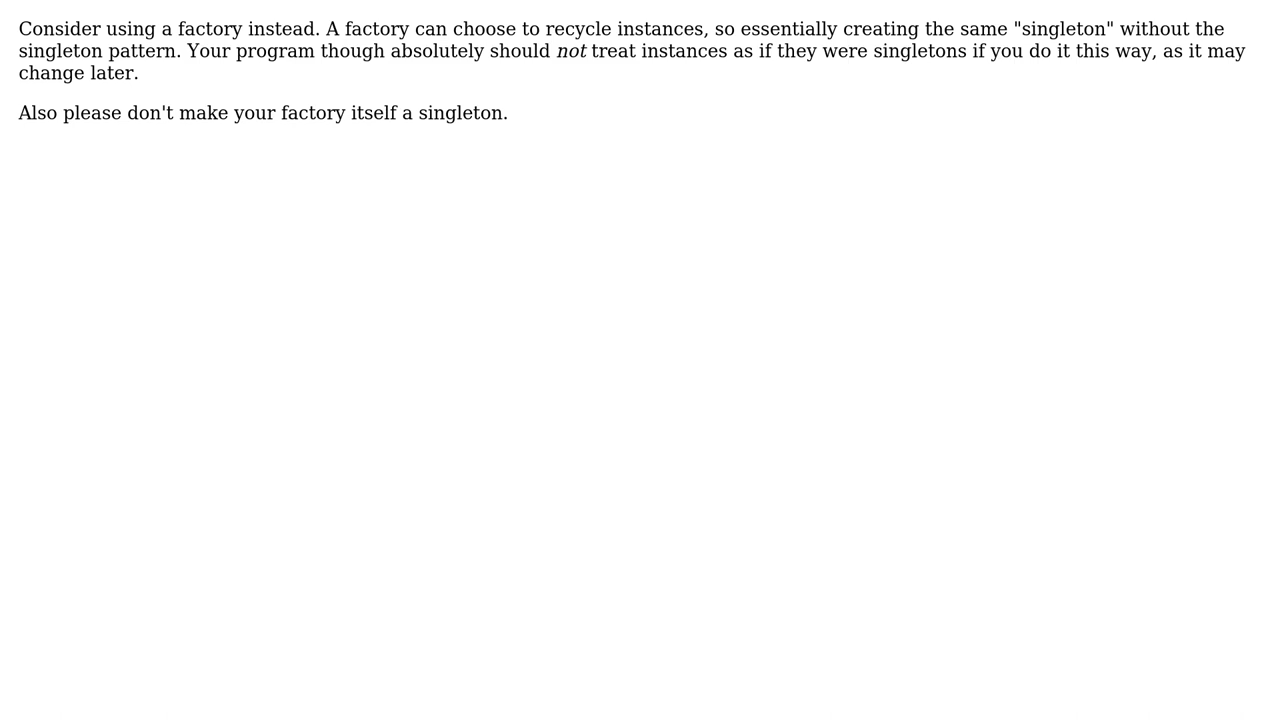 Consider using a factory instead. A factory can choose to recycle instances, so essentially creating the same "singleton" without the
singleton pattern. Your program though absolutely should not treat instances as if they were singletons if you do it this way, as it may
change later.
Also please don't make your factory itself a singleton.